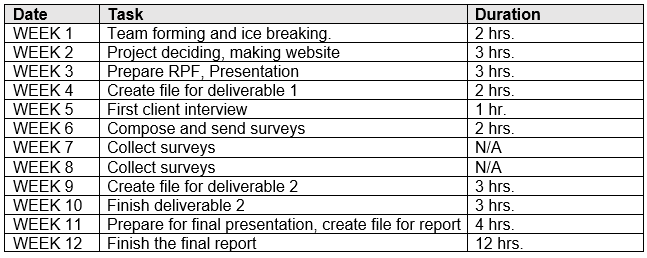 Date Task Duration
WEEK 1 Team forming and ice breaking. 2 hrs.
WEEK 2 Project deciding, making website 3 hrs.
WEEK 3 Prepare RPF, Presentation 3 hrs.
WEEK 4 Create file for deliverable 1 2 hrs.
WEEK 5 First client interview 1 hr.
WEEK 6 Compose and send surveys 2 hrs.
WEEK 7 Collect surveys N/A
WEEK 8 Collect surveys N/A
WEEK 9 Create file for deliverable 2 3 hrs.
WEEK 10 Finish deliverable 2 3 hrs.
WEEK 11 Prepare for final presentation, create file for report 4 hrs.
WEEK 12 Finish the final report 12 hrs.